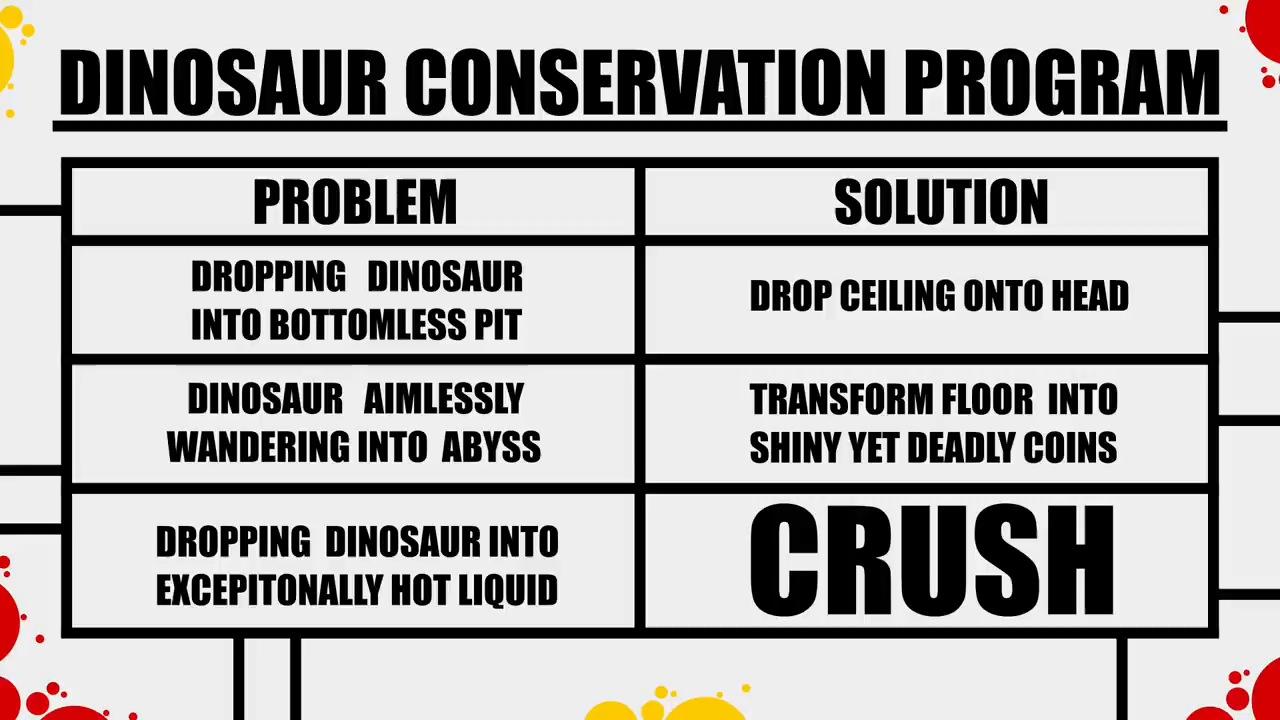 DINOSAUR CONSERVATION PROGRAM
PROBLEM
SOLUTION
DROPPING DINOSAUR
INTO BOTTOMLESS PIT
DROP CEILING ONTO HEAD
DINOSAUR AIMLESSLY
WANDERING INTO ABYSS
TRANSFORM FLOOR INTO
SHINY YET DEADLY COINS
DROPPING DINOSAUR INTO
EXCEPITONALLY HOT LIQUID
CRUSH